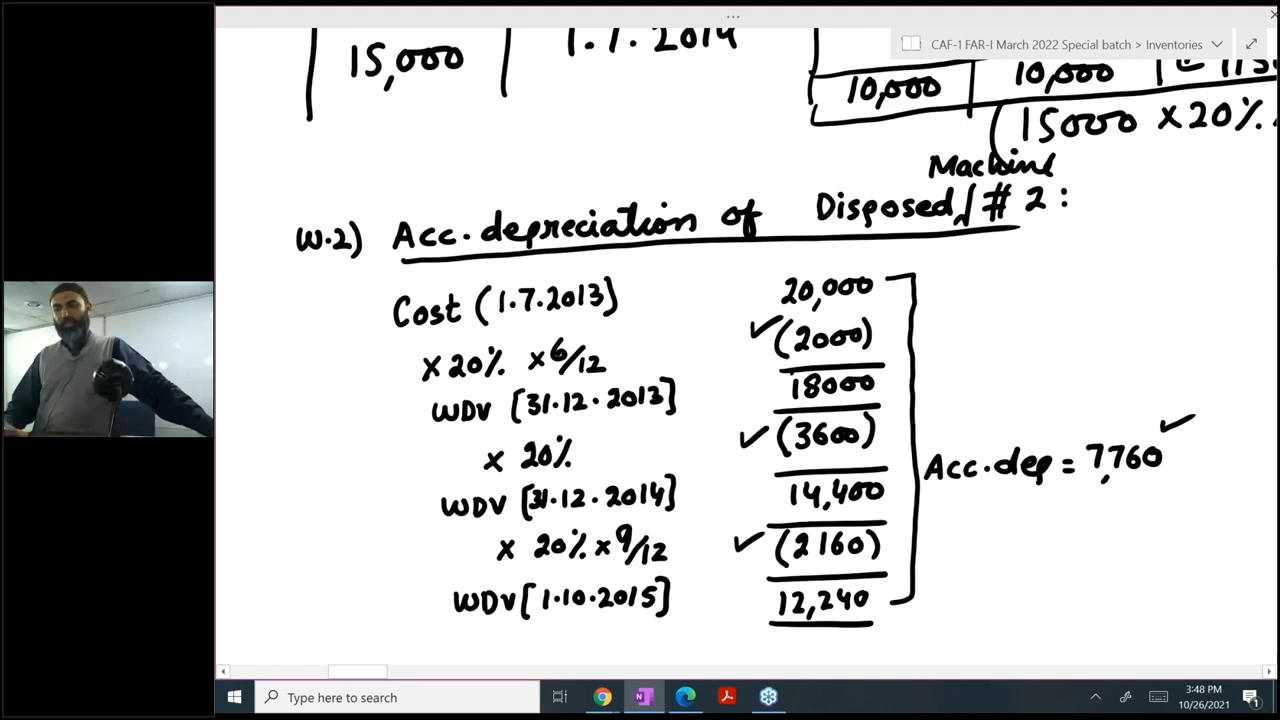 CAF-1 FAR-I March 2022 Special batch > Inventories
15,000
1.7.2014
10,000 10,000
(15000 × 20%
Machine
W.2) Acc. depreciation of Disposed # 2:
Cost (1.7.2013) 20,000
× 20% × 6/12 ✓ (2000)
WDV [31.12.2013] 18000
× 20% ✓ (3600)
WDV [31.12.2014] 14,400
× 20% × 9/12 ✓ (2160)
WDV [1.10.2015] 12,240
Acc. dep = 7,760 ✓
Type here to search
3:48 PM
10/26/2021
1